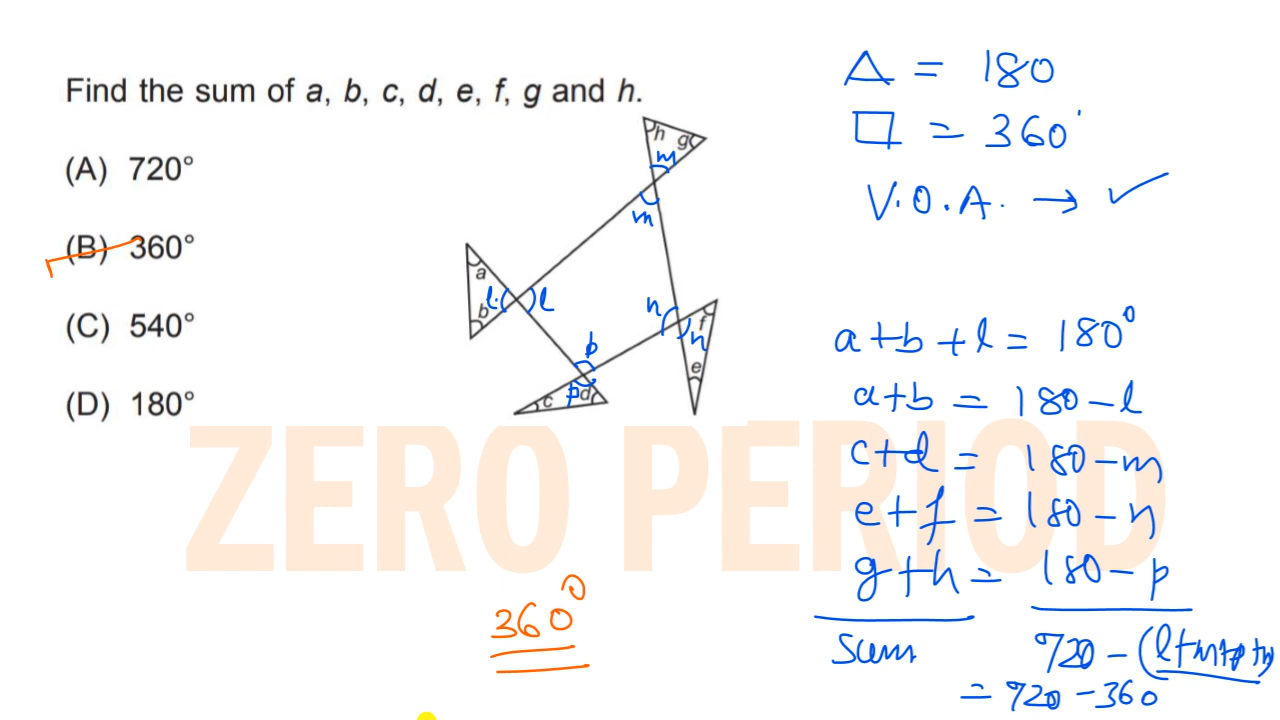 Find the sum of a, b, c, d, e, f, g and h.
(A) 720°
(B) 360°
(C) 540°
(D) 180°
h g
m
m
a
b l l
n f
n
b
e
c p d
Δ = 180
□ = 360°
V.O.A. → ✓
a+b+l = 180°
a+b = 180-l
c+d = 180-m
e+f = 180-n
g+h = 180-p
sum 720-(l+m+p+n)
= 720-360
360°
ZERO PERIOD